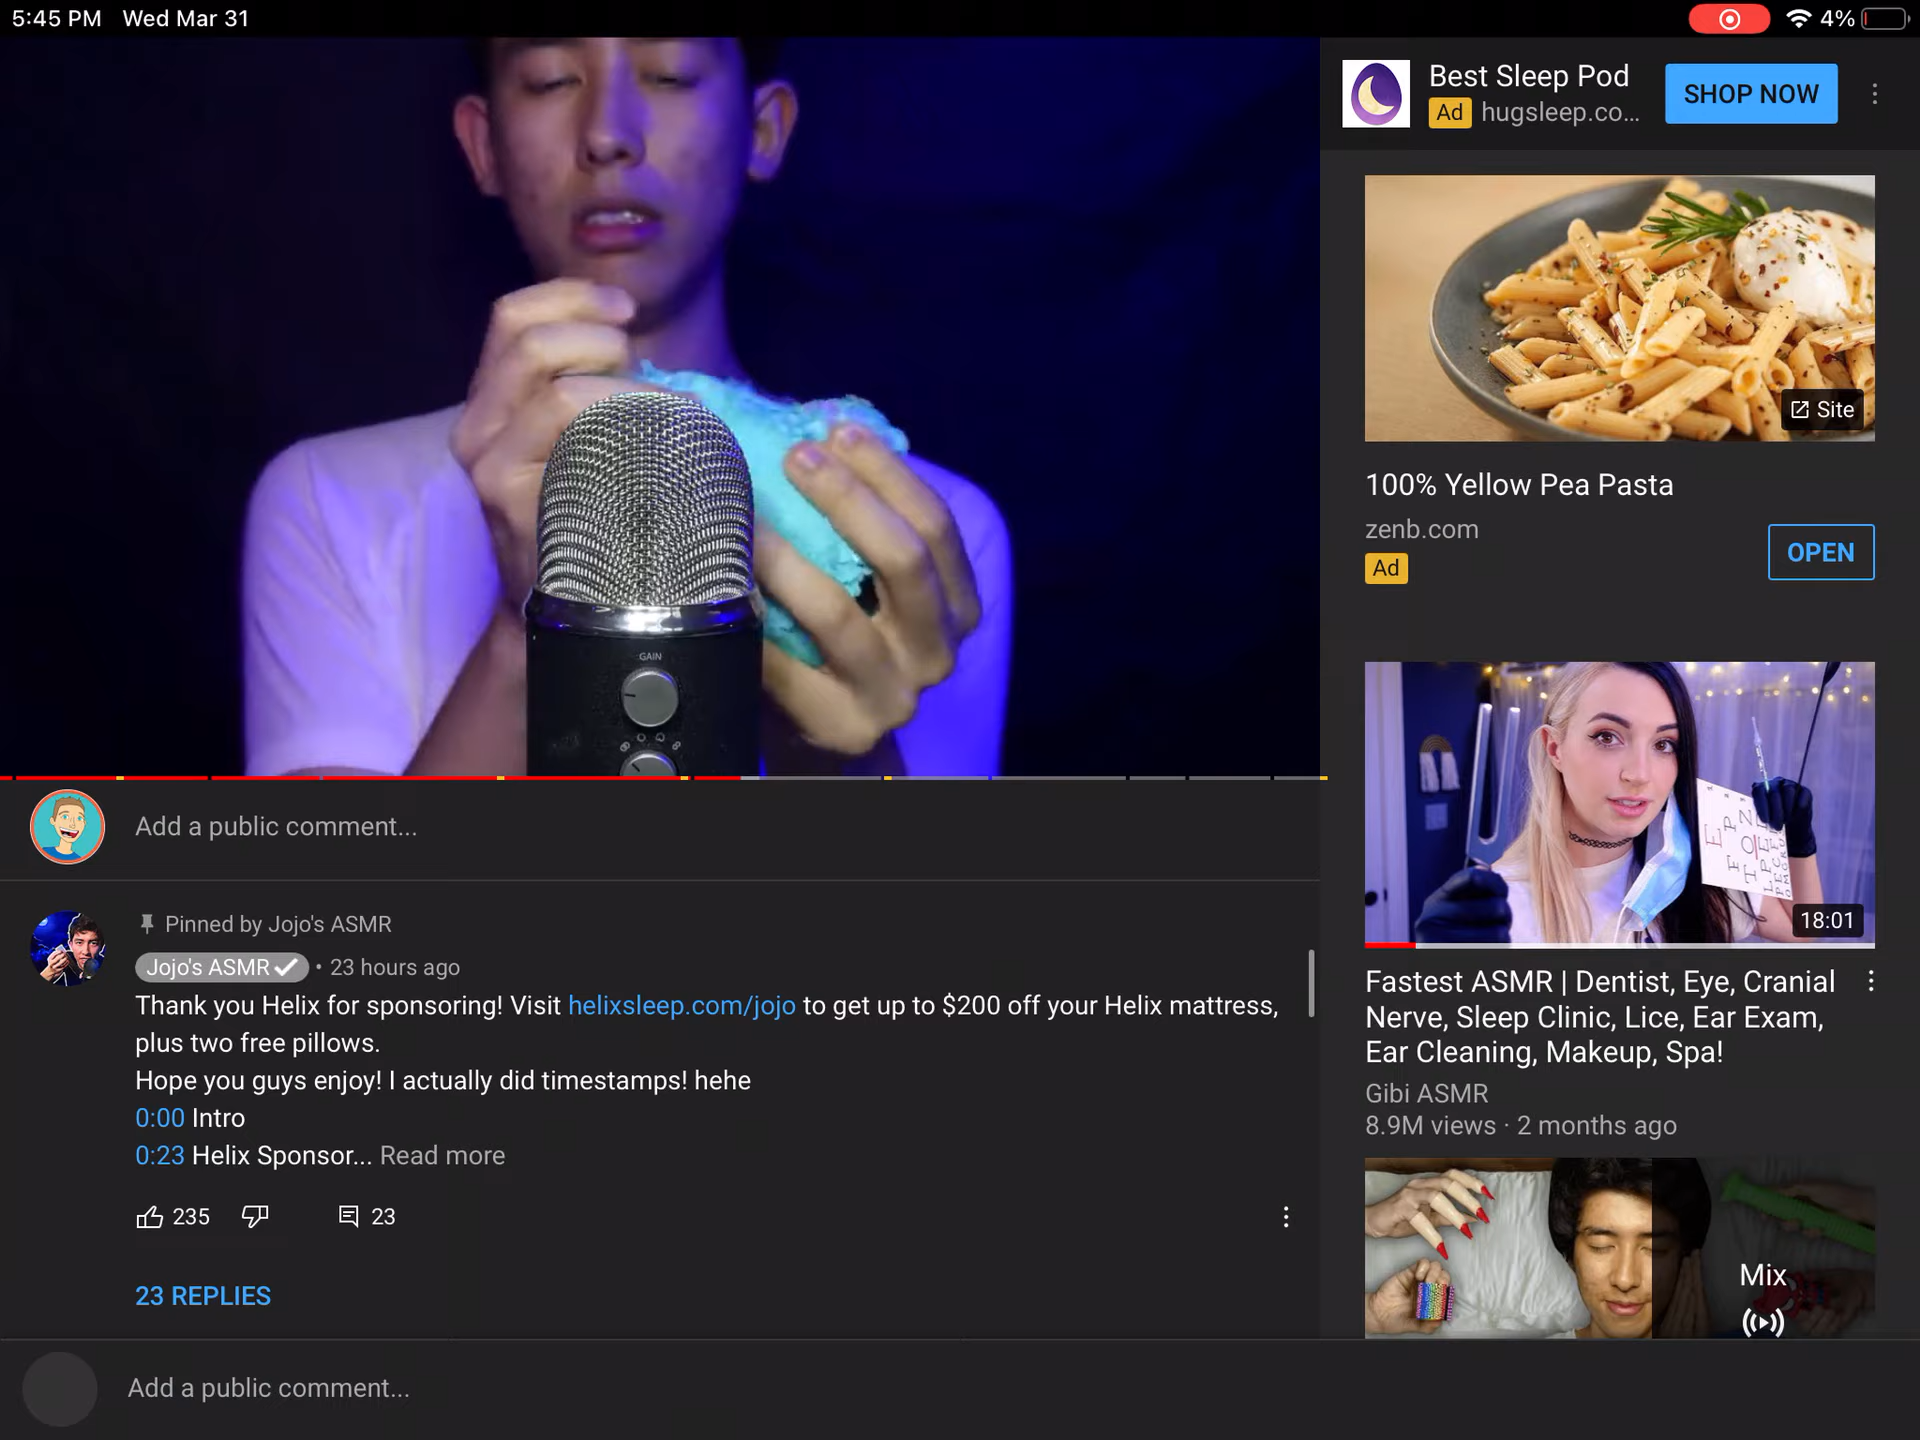 5:45 PM Wed Mar 31
4%
Best Sleep Pod
Ad hugsleep.co...
SHOP NOW
Site
100% Yellow Pea Pasta
zenb.com
Ad
OPEN
GAIN
18:01
Fastest ASMR | Dentist, Eye, Cranial
Nerve, Sleep Clinic, Lice, Ear Exam,
Ear Cleaning, Makeup, Spa!
Gibi ASMR
8.9M views · 2 months ago
Mix
Add a public comment...
Pinned by Jojo's ASMR
Jojo's ASMR • 23 hours ago
Thank you Helix for sponsoring! Visit helixsleep.com/jojo to get up to $200 off your Helix mattress,
plus two free pillows.
Hope you guys enjoy! I actually did timestamps! hehe
0:00 Intro
0:23 Helix Sponsor... Read more
235 23
23 REPLIES
Add a public comment...